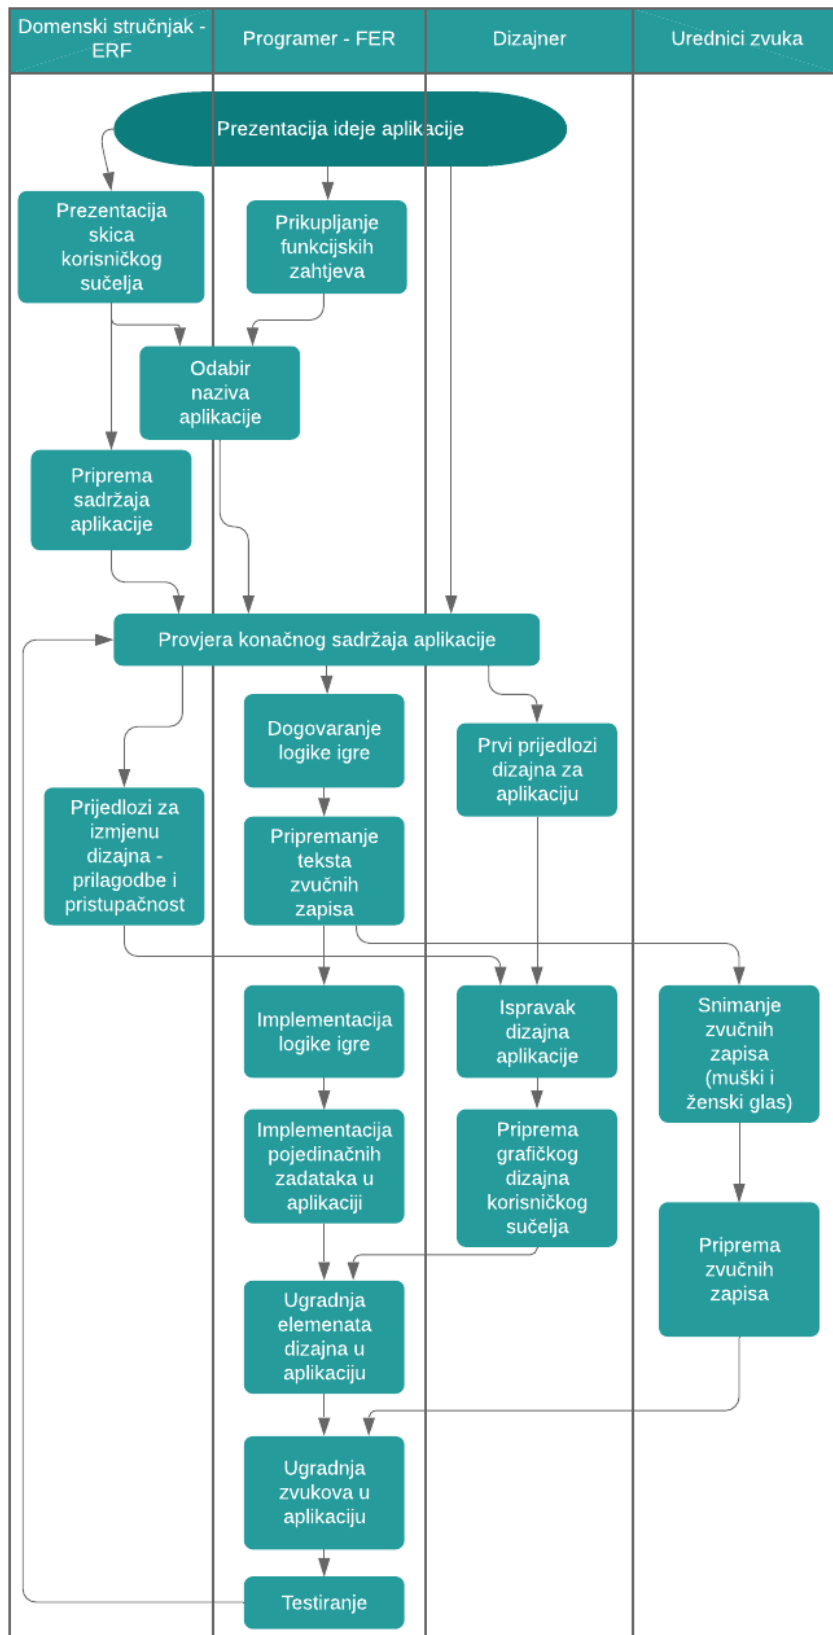 Domenski stručnjak -
ERF
Programer - FER
Dizajner
Urednici zvuka
Prezentacija ideje aplikacije
Prezentacija
skica
korisničkog
sučelja
Prikupljanje
funkcijskih
zahtjeva
Odabir
naziva
aplikacije
Priprema
sadržaja
aplikacije
Provjera konačnog sadržaja aplikacije
Dogovaranje
logike igre
Prvi prijedlozi
dizajna za
aplikaciju
Prijedlozi za
izmjenu
dizajna -
prilagodbe i
pristupačnost
Pripremanje
teksta
zvučnih
zapisa
Implementacija
logike igre
Ispravak
dizajna
aplikacije
Snimanje
zvučnih
zapisa
(muški i
ženski glas)
Implementacija
pojedinačnih
zadataka u
aplikaciji
Priprema
grafičkog
dizajna
korisničkog
sučelja
Priprema
zvučnih
zapisa
Ugradnja
elemenata
dizajna u
aplikaciju
Ugradnja
zvukova u
aplikaciju
Testiranje